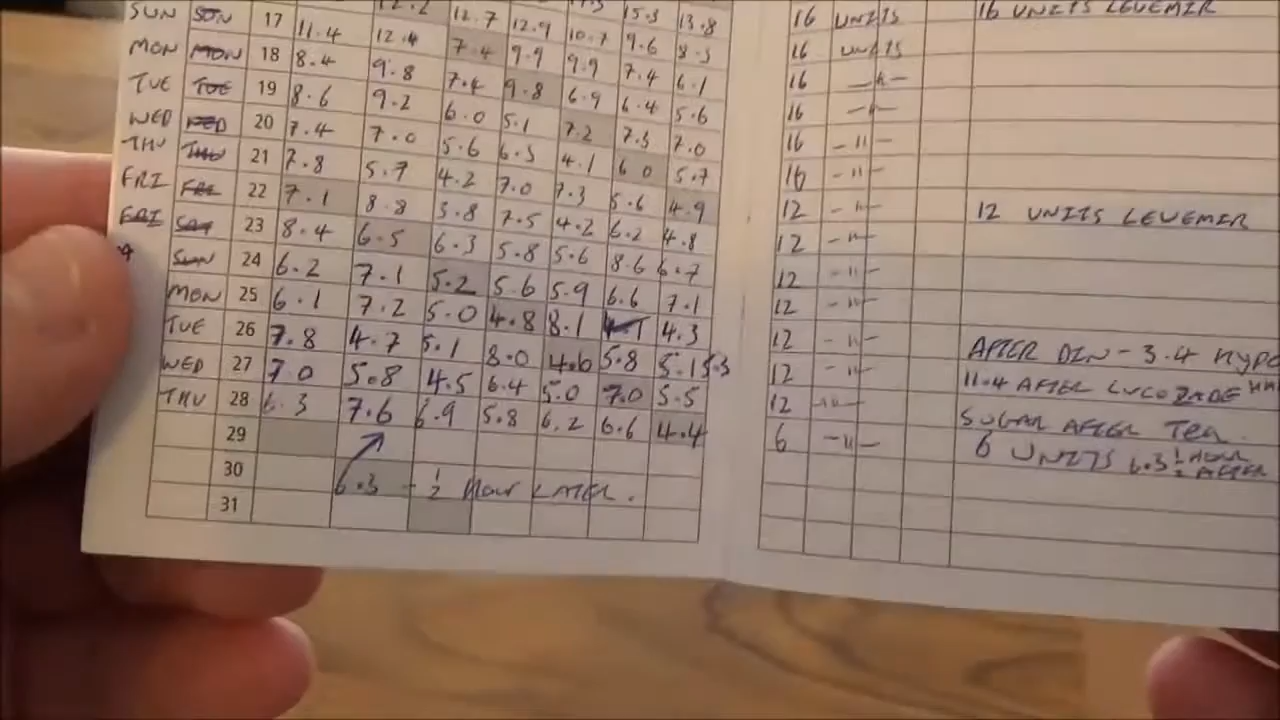 12.2 12.7 12.9 15.3 13.8
SUN SUN 17 11.4 12.4 7.4 9.9 10.7 9.6 8.3 16 UNITS 16 UNITS LEVEMIR
MON MON 18 8.4 9.8 7.4 9.8 9.9 7.4 6.1 16 UNITS
TUE TUE 19 8.6 9.2 6.0 5.1 6.9 6.4 5.6 16 -"-
WED WED 20 7.4 7.0 5.6 6.3 7.2 7.3 7.0 16 -"-
THU THU 21 7.8 5.7 4.2 7.0 4.1 6.0 5.7 16 -"-
FRI FRI 22 7.1 8.8 3.8 7.5 7.3 5.6 4.9 16 -"-
SAT 23 8.4 6.5 6.3 5.8 4.2 6.2 4.8 12 -"- 12 UNITS LEVEMIR
SUN 24 6.2 7.1 5.2 5.6 5.6 8.6 6.7 12 -"-
MON 25 6.1 7.2 5.0 4.8 5.9 6.6 7.1 12 -"-
TUE 26 7.8 4.7 5.1 8.0 8.1 4.3 12 -"-
WED 27 7.0 5.8 4.5 6.4 4.6 5.8 5.1 5.3 12 -"- AFTER DIN - 3.4 HYPO
THU 28 6.3 7.6 6.9 5.8 5.0 7.0 5.5 12 -"- 11.4 AFTER LUCOZADE
29 6.2 6.6 4.4 12 -"- SUGAR AFTER TEA
30 6.3 - ½ HOUR LATER. 6 -"- 6 UNITS 6.3 ½ HOUR AFTER
31